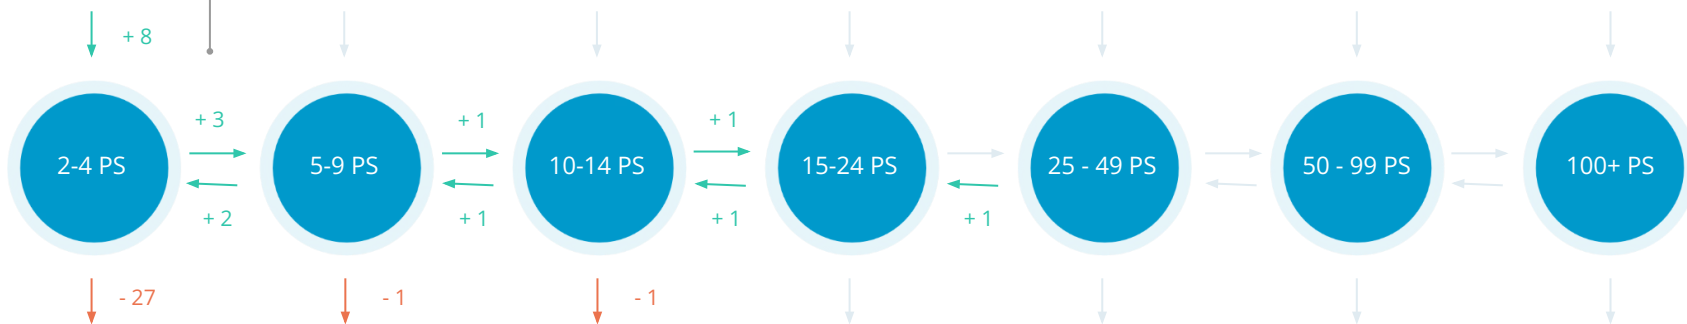 + 8
+ 3
+ 1
+ 1
2-4 PS
5-9 PS
10-14 PS
15-24 PS
25 - 49 PS
50 - 99 PS
100+ PS
+ 2
+ 1
+ 1
+ 1
- 27
- 1
- 1